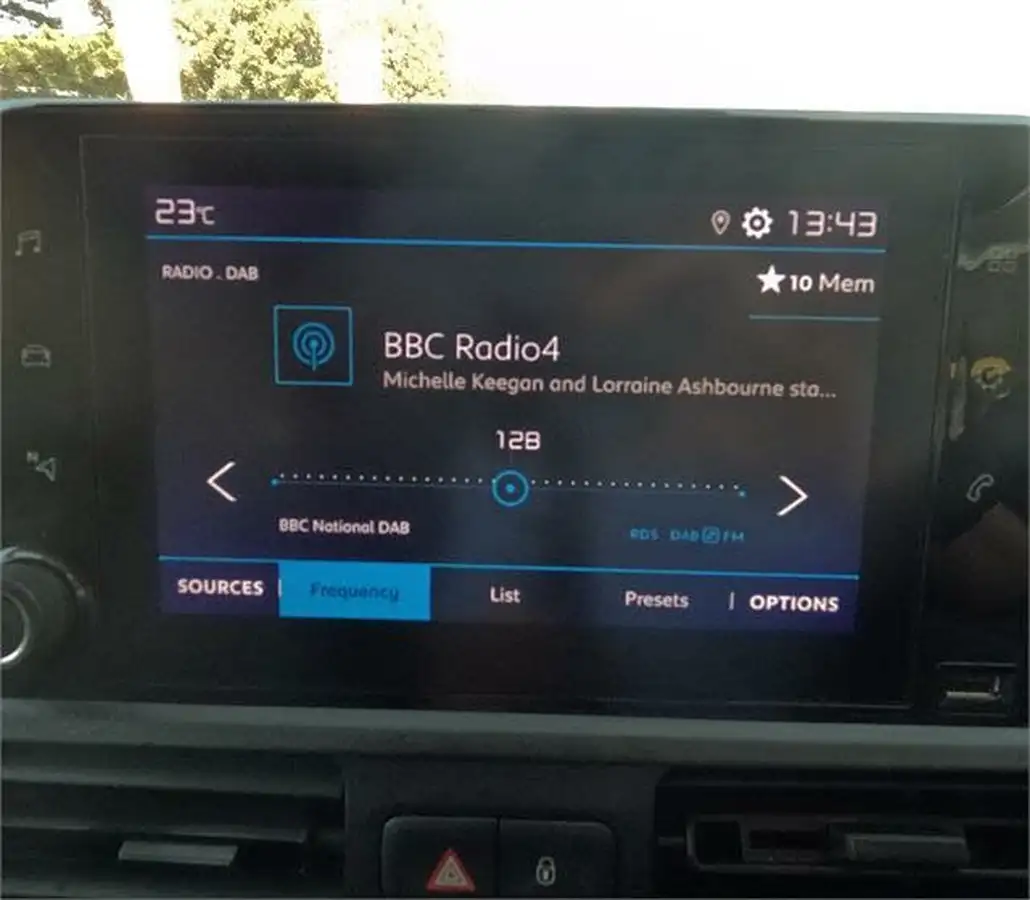 23°C 13:43
RADIO . DAB
★10 Mem
BBC Radio4
Michelle Keegan and Lorraine Ashbourne sta...
12B
BBC National DAB
RDS DAB FM
SOURCES | Frequency List Presets | OPTIONS
N